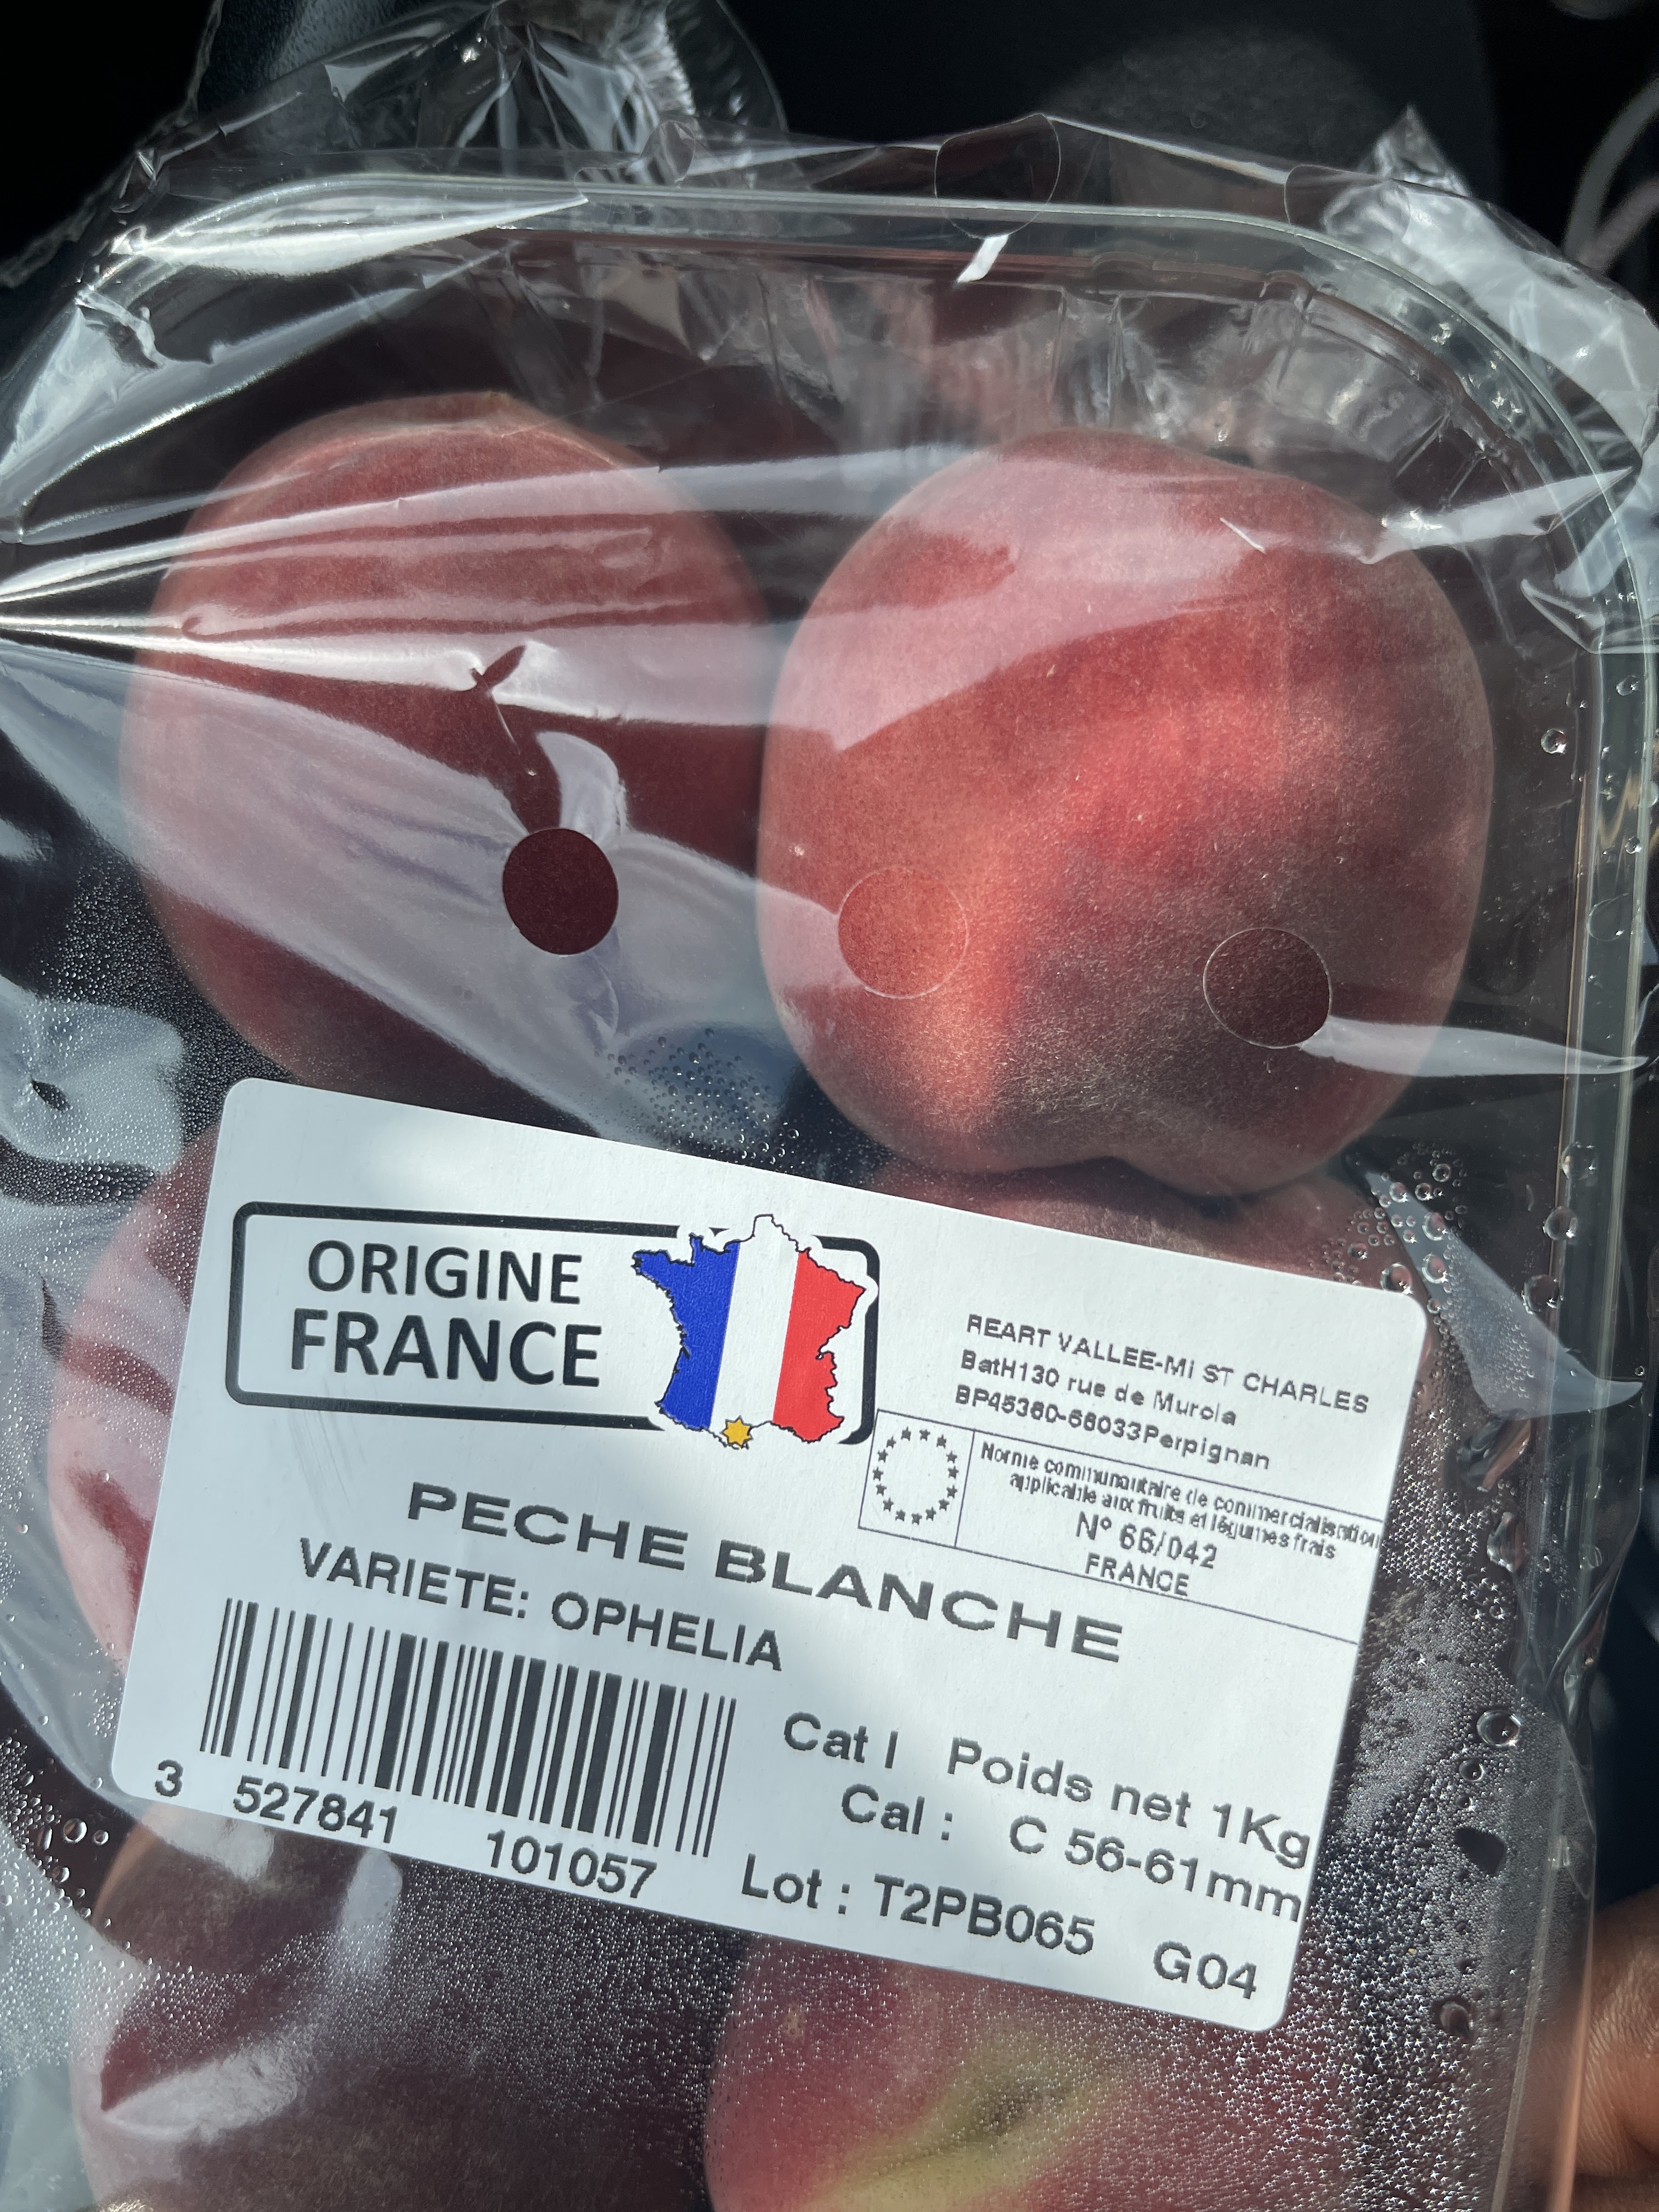 ORIGINE
FRANCE
REART VALLEE-Mi ST CHARLES
BatH130 rue de Murcia
BP45380-66033Perpignan
Norme communautaire de commercialisation
applicable aux fruits et légumes frais
N° 66/042
FRANCE
PECHE BLANCHE
VARIETE: OPHELIA
Cat I Poids net 1Kg
Cal : C 56-61mm
Lot : T2PB065 G04
3 527841 101057